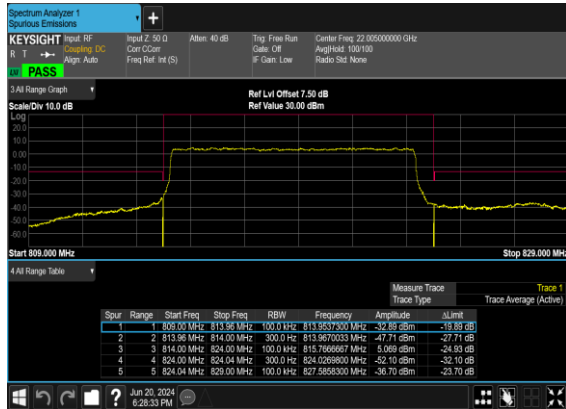 Spectrum Analyzer 1
Spurious Emissions
+
KEYSIGHT Input: RF Input Z: 50 Ω Atten: 40 dB Trig: Free Run Center Freq: 22.005000000 GHz
R T Coupling: DC Corr CCorr Gate: Off Avg|Hold: 100/100
Align: Auto Freq Ref: Int (S) IF Gain: Low Radio Std: None
PASS
3 All Range Graph Ref Lvl Offset 7.50 dB
Scale/Div 10.0 dB Ref Value 30.00 dBm
Log
20.0
10.0
0.00
-10.0
-20.0
-30.0
-40.0
-50.0
-60.0
Start 809.000 MHz Stop 829.000 MHz
4 All Range Table
Measure Trace Trace 1
Trace Type Trace Average (Active)
Spur Range Start Freq Stop Freq RBW Frequency Amplitude ΔLimit
1 1 809.00 MHz 813.96 MHz 100.0 kHz 813.9537300 MHz -32.89 dBm -19.89 dB
2 2 813.96 MHz 814.00 MHz 300.0 Hz 813.9670033 MHz -47.71 dBm -27.71 dB
3 3 814.00 MHz 824.00 MHz 100.0 kHz 815.7666667 MHz 5.069 dBm -24.93 dB
4 4 824.00 MHz 824.04 MHz 300.0 Hz 824.0269800 MHz -52.10 dBm -32.10 dB
5 5 824.04 MHz 829.00 MHz 100.0 kHz 827.5858300 MHz -36.70 dBm -23.70 dB
? Jun 20, 2024
6:28:33 PM